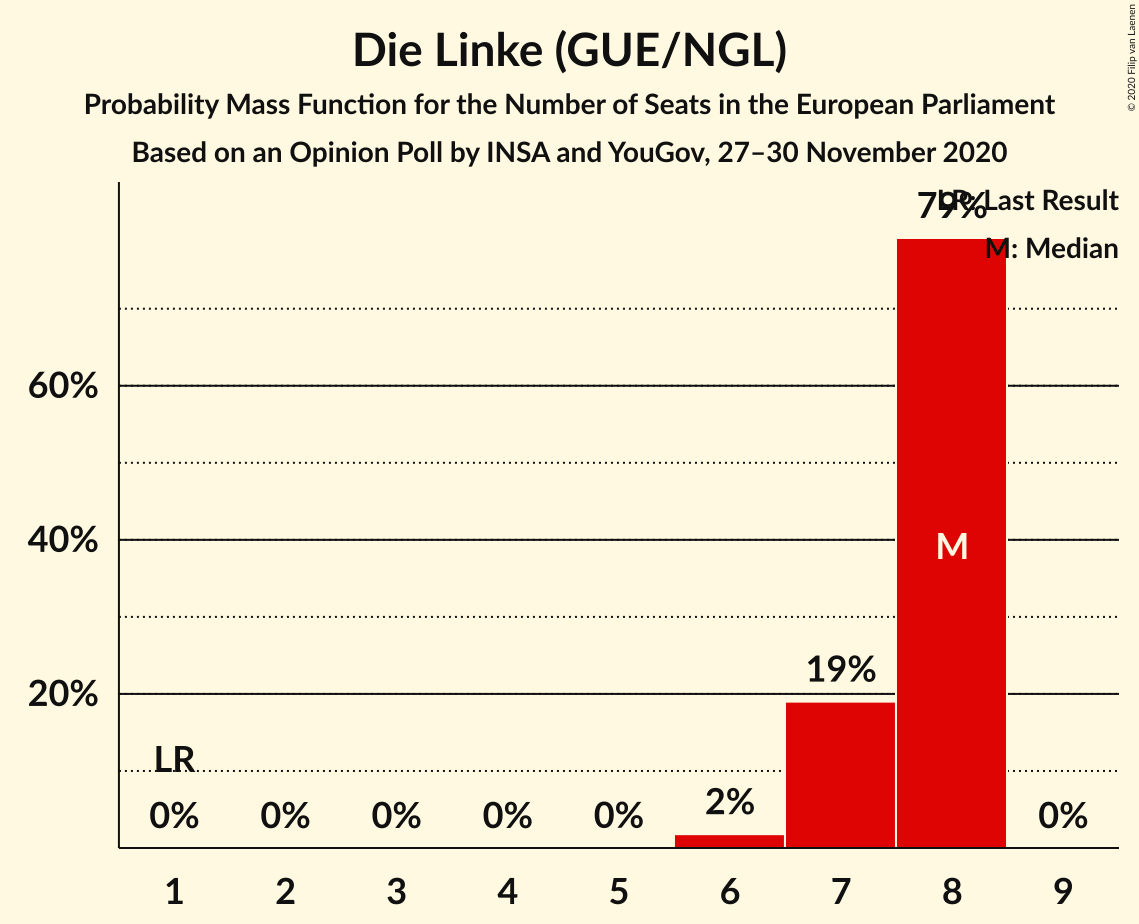 © 2020 Filip van Laenen
Die Linke (GUE/NGL)
Probability Mass Function for the Number of Seats in the European Parliament
Based on an Opinion Poll by INSA and YouGov, 27–30 November 2020
LR: Last Result
M: Median
79%
60%
40%
M
19%
20%
LR
2%
0% 0% 0% 0% 0% 0%
1 2 3 4 5 6 7 8 9